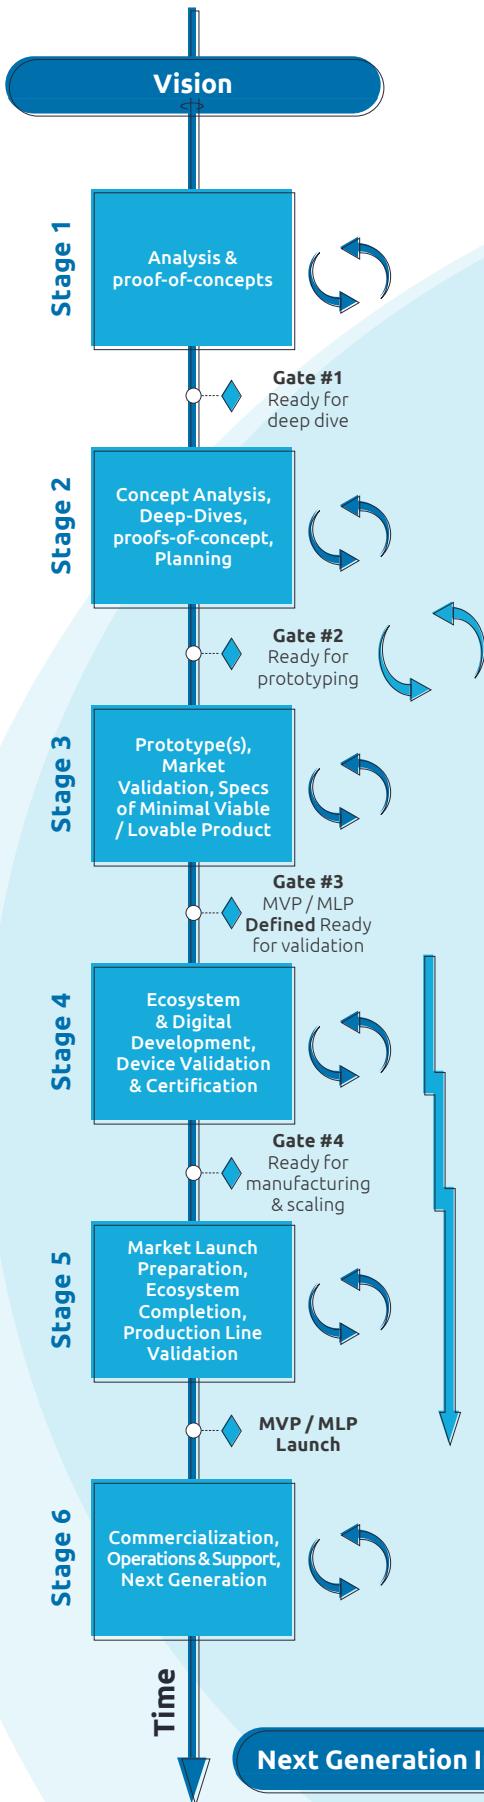 Vision
Stage 1
Analysis &
proof-of-concepts
Gate #1
Ready for
deep dive
Stage 2
Concept Analysis,
Deep-Dives,
proofs-of-concept,
Planning
Gate #2
Ready for
prototyping
Stage 3
Prototype(s),
Market
Validation, Specs
of Minimal Viable
/ Lovable Product
Gate #3
MVP / MLP
Defined Ready
for validation
Stage 4
Ecosystem
& Digital
Development,
Device Validation
& Certification
Gate #4
Ready for
manufacturing
& scaling
Stage 5
Market Launch
Preparation,
Ecosystem
Completion,
Production Line
Validation
MVP / MLP
Launch
Stage 6
Commercialization,
Operations & Support,
Next Generation
Time
Next Generation I